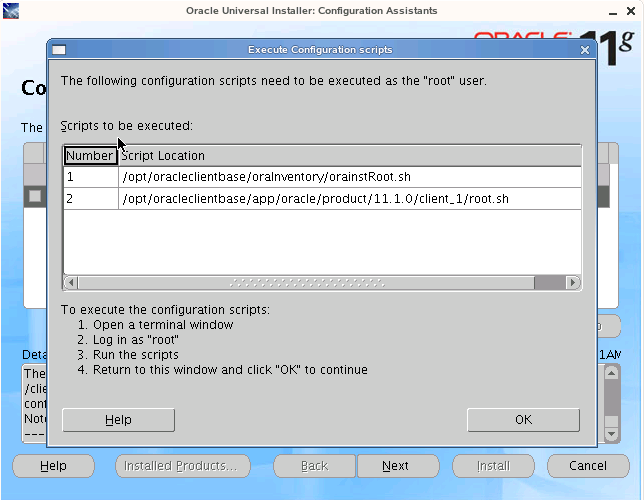 Oracle Universal Installer: Configuration Assistants
Execute Configuration scripts
11g
Co
The following configuration scripts need to be executed as the "root" user.
The
Scripts to be executed:
Number Script Location
1 /opt/oracleclientbase/oraInventory/orainstRoot.sh
2 /opt/oracleclientbase/app/oracle/product/11.1.0/client_1/root.sh
To execute the configuration scripts:
1. Open a terminal window
2. Log in as "root"
3. Run the scripts
4. Return to this window and click "OK" to continue
Deta
1AM
The
/clie
cont
Note
----
Help OK
Help Installed Products... Back Next Install Cancel